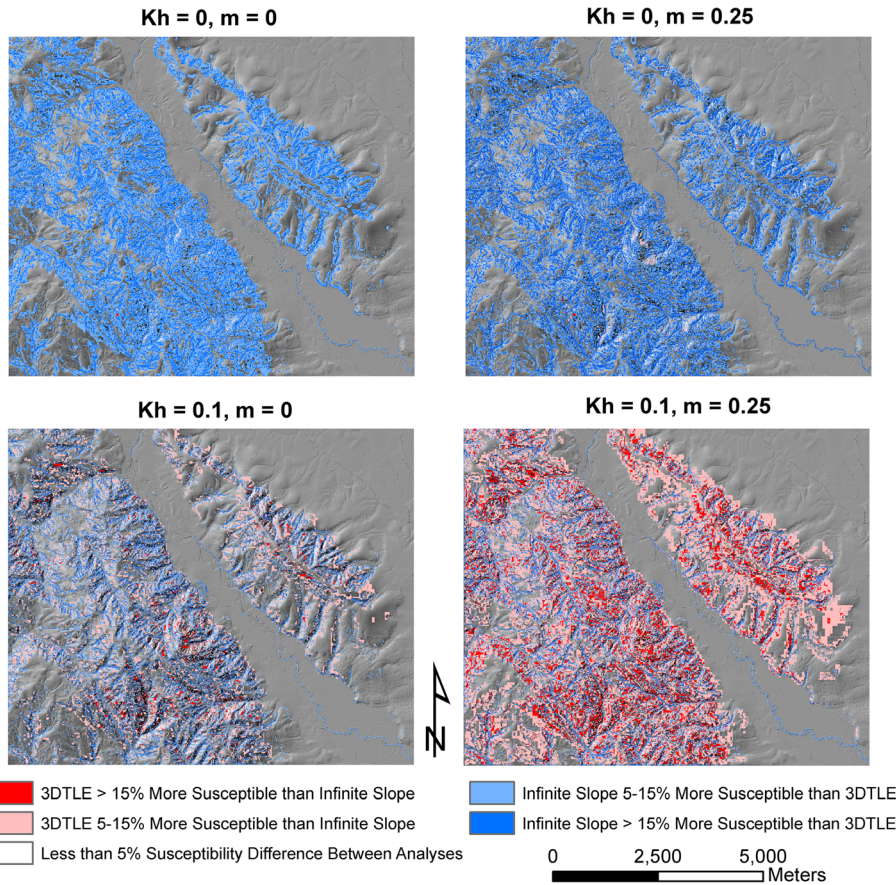 Kh = 0, m = 0
Kh = 0, m = 0.25
Kh = 0.1, m = 0
Kh = 0.1, m = 0.25
N
3DTLE > 15% More Susceptible than Infinite Slope
3DTLE 5-15% More Susceptible than Infinite Slope
Less than 5% Susceptibility Difference Between Analyses
Infinite Slope 5-15% More Susceptible than 3DTLE
Infinite Slope > 15% More Susceptible than 3DTLE
0 2,500 5,000
Meters